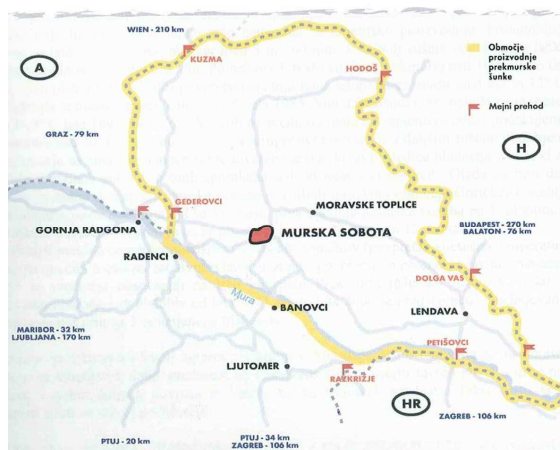 WIEN - 210 km
KUZMA
A
HODOŠ
Območje
proizvodnje
prekmurske
šunke
Mejni prehod
H
GRAZ - 79 km
GEDEROVCI
MORAVSKE TOPLICE
GORNJA RADGONA
MURSKA SOBOTA
BUDAPEST - 270 km
BALATON - 76 km
RADENCI
DOLGA VAS
Mura
BANOVCI
LENDAVA
MARIBOR - 32 km
LJUBLJANA - 170 km
PETIŠOVCI
LJUTOMER
RAZKRIŽJE
HR
ZAGREB - 106 km
PTUJ - 20 km
PTUJ - 34 km
ZAGREB - 106 km